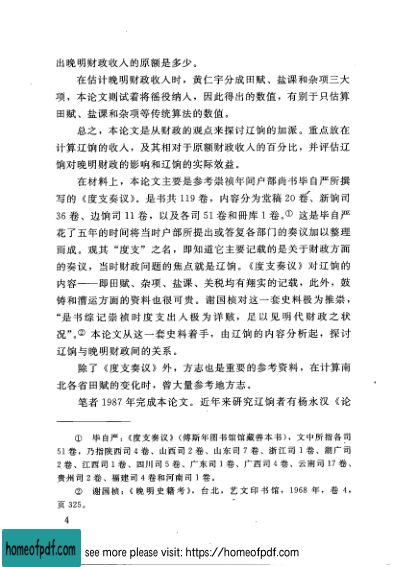 出晚明财政收入的原额是多少。
在估计晚明财政收入时，黄仁宇分成田赋、盐课和杂项三大
项，本论文则试着将徭役纳入，因此得出的数值，有别于只估算
田赋、盐课和杂项等传统算法的数值。
总之，本论文是从财政的观点来探讨辽饷的加派。重点放在
计算辽饷的收入，及其相对于原额财政收入的百分比，并评估辽
饷对晚明财政的影响和辽饷的实际效益。
在材料上，本论文主要是参考崇祯年间户部尚书毕自严所撰
写的《度支奏议》。是书共 119 卷，内容分为堂稿 20 卷、新饷司
36 卷、边饷司 11 卷，以及各司 51 卷和冊库 1 卷。① 这是毕自严
花了五年的时间将当时户部所提出或答复各部门的奏议加以整理
而成。观其“度支”之名，即知道它主要记载的是关于财政方面
的奏议，当时财政问题的焦点就是辽饷。《度支奏议》对辽饷的
内容——即田赋、杂项、盐课、关税均有翔实的记载，此外，鼓
铸和漕运方面的资料也很可贵。谢国桢对这一套史料极为推崇，
“是书综记崇祯时度支出入极为详赅，足以见明代财政之状
况”。② 本论文从这一套史料着手，由辽饷的内容分析起，探讨
辽饷与晚明财政间的关系。
除了《度支奏议》外，方志也是重要的参考资料，在计算南
北各省田赋的变化时，曾大量参考地方志。
笔者 1987 年完成本论文。近年来研究辽饷者有杨永汉《论
① 毕自严：《度支奏议》（傅斯年图书馆馆藏善本书），文中所指各司
51 卷，乃指陕西司 4 卷、山西司 2 卷、山东司 7 卷、浙江司 1 卷、湖广司
2 卷、江西司 1 卷、四川司 5 卷、广东司 1 卷、广西司 4 卷、云南司 17 卷、
贵州司 2 卷、福建司 4 卷和河南司 1 卷。
② 谢国桢：《晚明史籍考》，台北，艺文印书馆，1968 年，卷 4，
页 325。
4
homeofpdf.com
see more please visit: https://homeofpdf.com